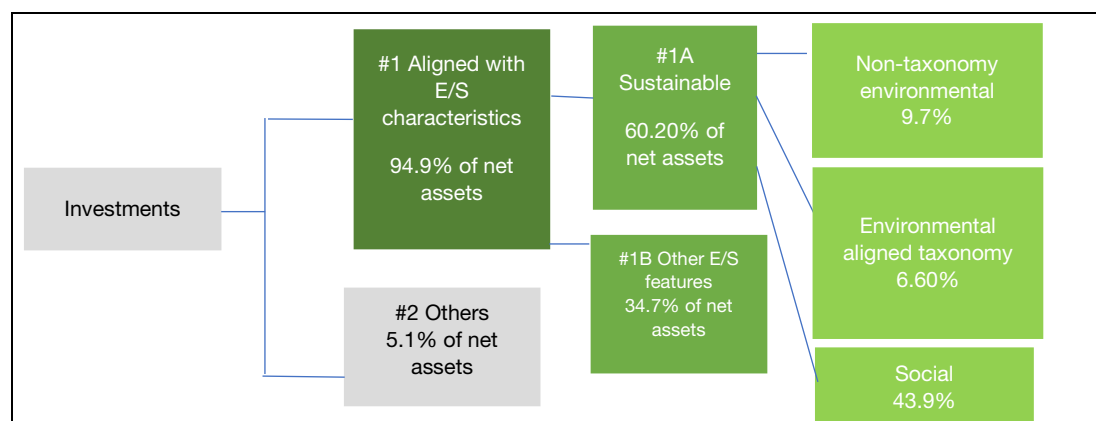 Investments
#1 Aligned with
E/S
characteristics
94.9% of net
assets
#2 Others
5.1% of net
assets
#1A
Sustainable
60.20% of
net assets
#1B Other E/S
features
34.7% of net
assets
Non-taxonomy
environmental
9.7%
Environmental
aligned taxonomy
6.60%
Social
43.9%